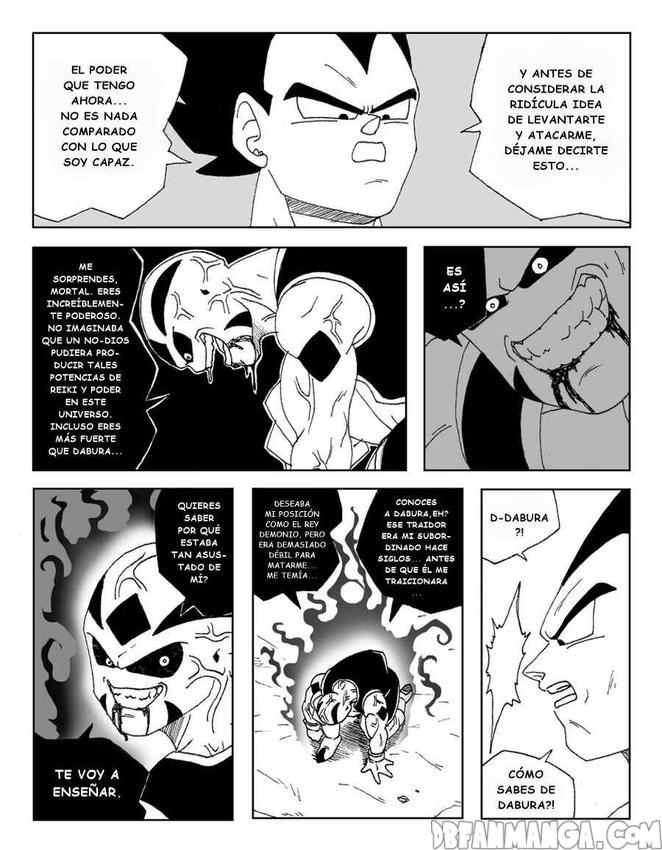 Y ANTES DE
CONSIDERAR LA
RIDÍCULA IDEA
DE LEVANTARTE
Y ATACARME,
DÉJAME DECIRTE
ESTO...
EL PODER
QUE TENGO
AHORA...
NO ES NADA
COMPARADO
CON LO QUE
SOY CAPAZ.
ES
ASÍ
...?
ME
SORPRENDES,
MORTAL. ERES
INCREÍBLEMEN-
TE PODEROSO.
NO IMAGINABA
QUE UN NO-DIOS
PUDIERA PRO-
DUCIR TALES
POTENCIAS DE
REIKI Y PODER
EN ESTE
UNIVERSO.
INCLUSO ERES
MÁS FUERTE
QUE DABURA...
D-DABURA
?!
CÓMO
SABES DE
DABURA?!
CONOCES
A DABURA,EH?
ESE TRAIDOR
ERA MI SUBOR-
DINADO HACE
SIGLOS... ANTES
DE QUE ÉL ME
TRAICIONARA
...
DESEABA
MI POSICIÓN
COMO EL REY
DEMONIO, PERO
ERA DEMASIADO
DÉBIL PARA
MATARME...
ME TEMÍA...
QUIERES
SABER
POR QUÉ
ESTABA
TAN ASUS-
TADO DE
MÍ?
TE VOY A
ENSEÑAR.
DBFANMANGA.COM